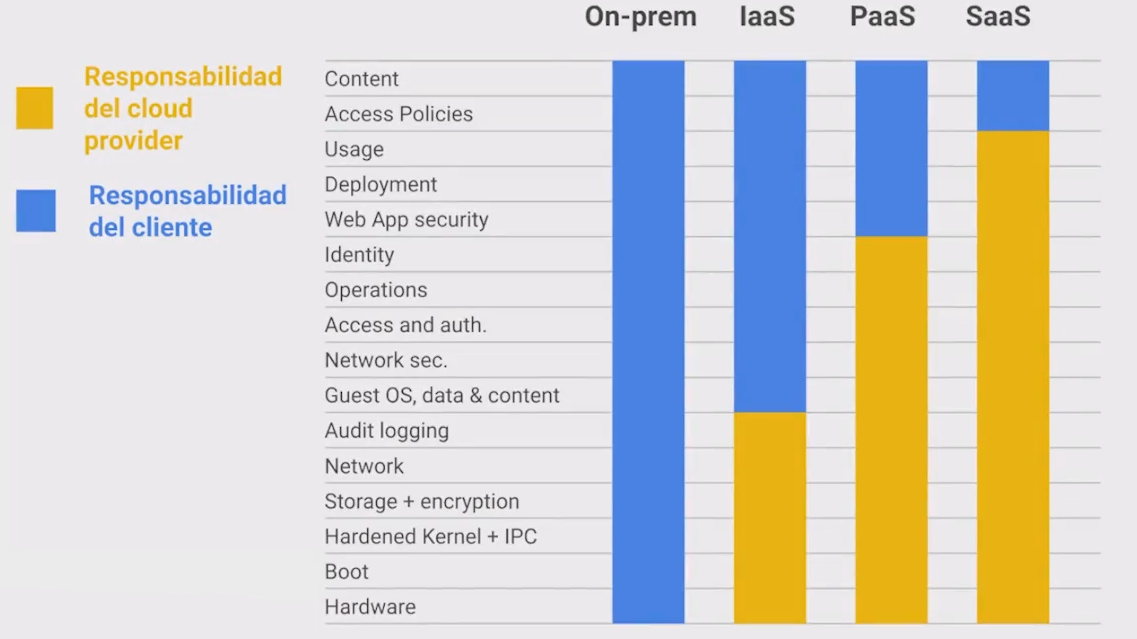 On-prem IaaS PaaS SaaS
Responsabilidad
del cloud
provider
Responsabilidad
del cliente
Content
Access Policies
Usage
Deployment
Web App security
Identity
Operations
Access and auth.
Network sec.
Guest OS, data & content
Audit logging
Network
Storage + encryption
Hardened Kernel + IPC
Boot
Hardware